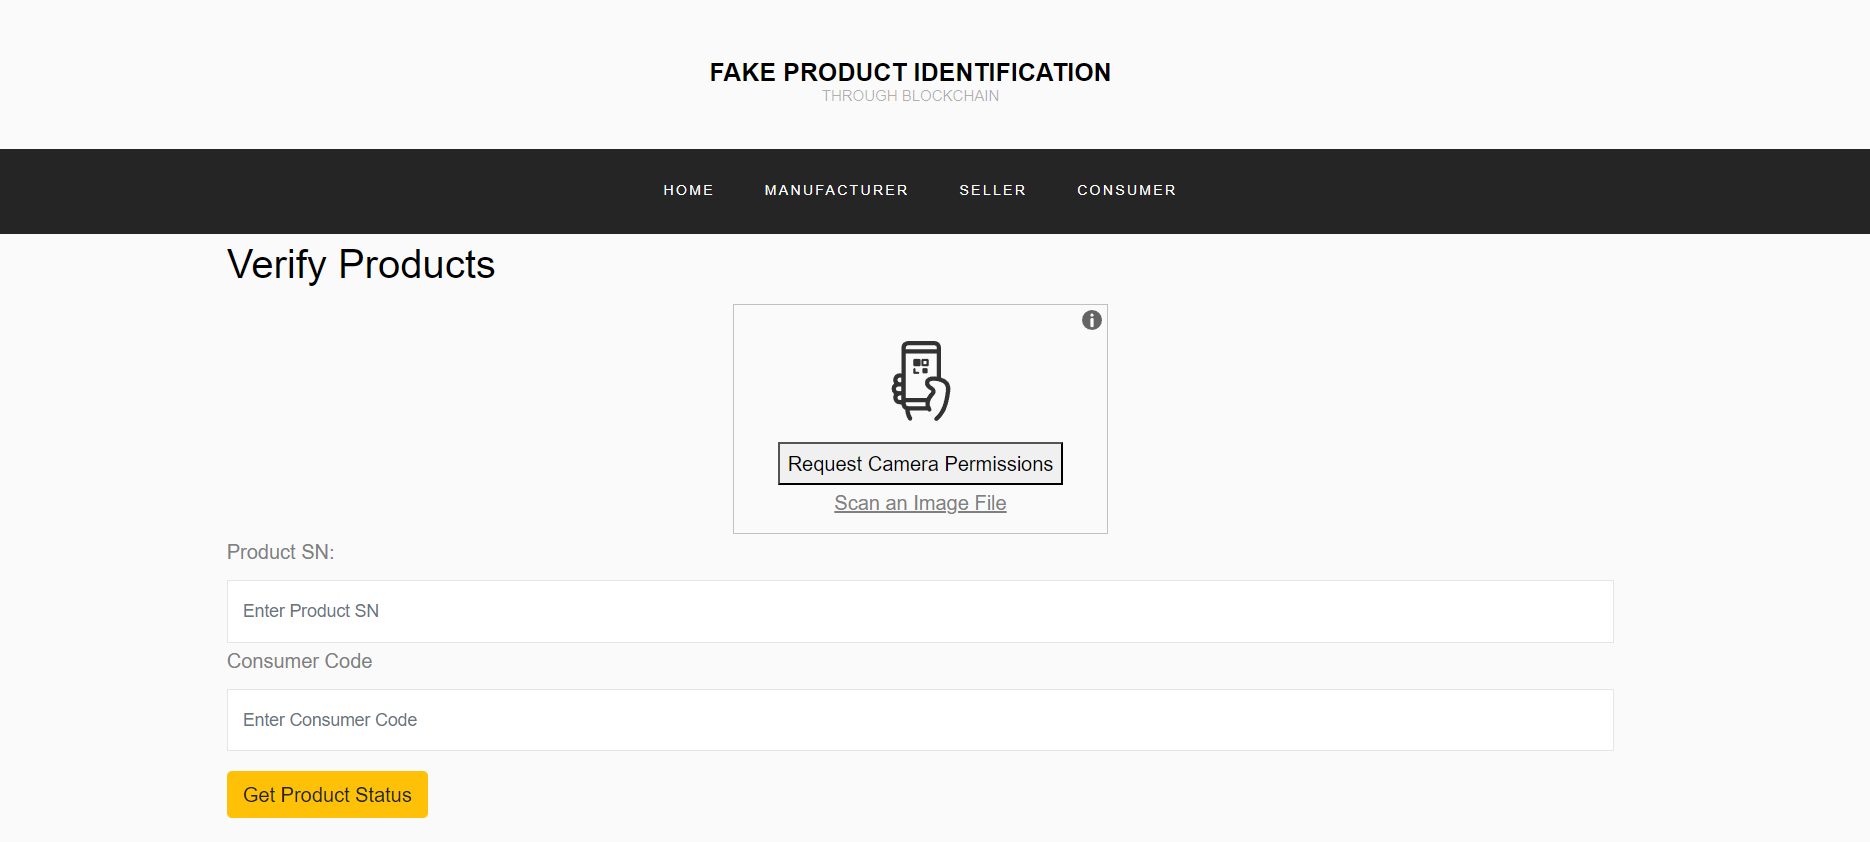 FAKE PRODUCT IDENTIFICATION
THROUGH BLOCKCHAIN
HOME MANUFACTURER SELLER CONSUMER
Verify Products
Request Camera Permissions
Scan an Image File
Product SN:
Enter Product SN
Consumer Code
Enter Consumer Code
Get Product Status